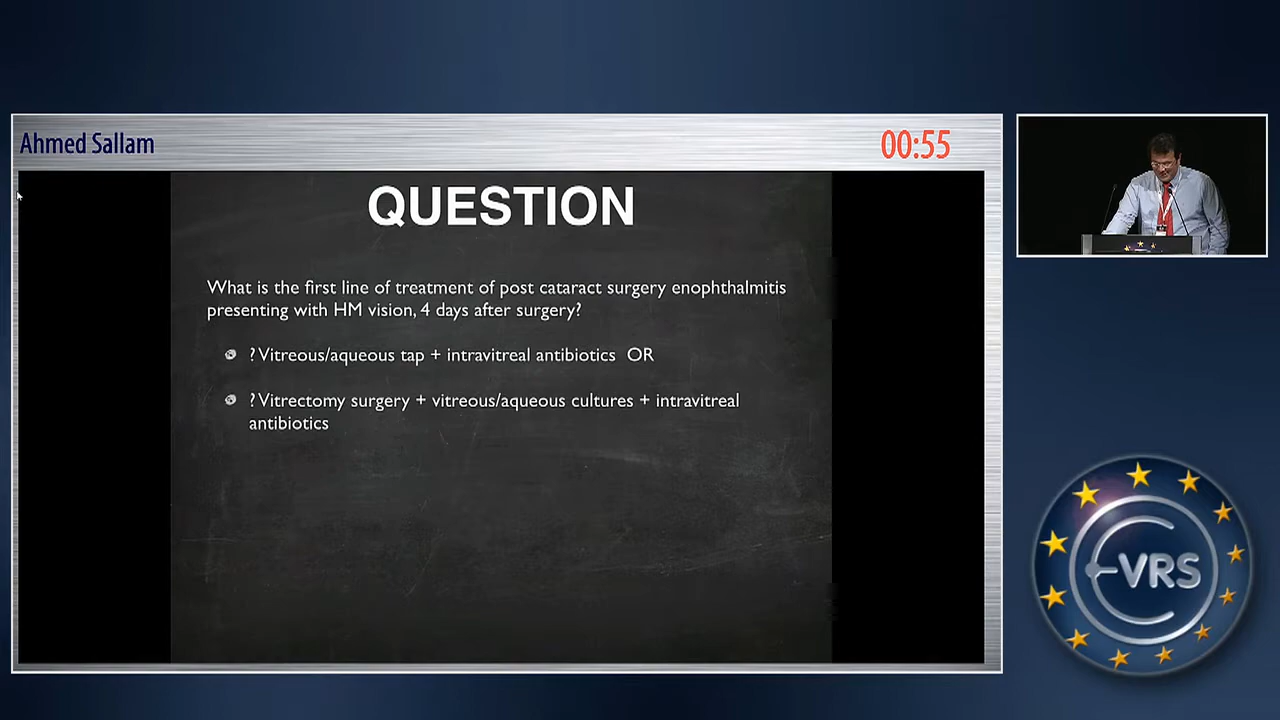 Ahmed Sallam
00:55
QUESTION
What is the first line of treatment of post cataract surgery enophthalmitis
presenting with HM vision, 4 days after surgery?
? Vitreous/aqueous tap + intravitreal antibiotics OR
? Vitrectomy surgery + vitreous/aqueous cultures + intravitreal
antibiotics
E-VRS